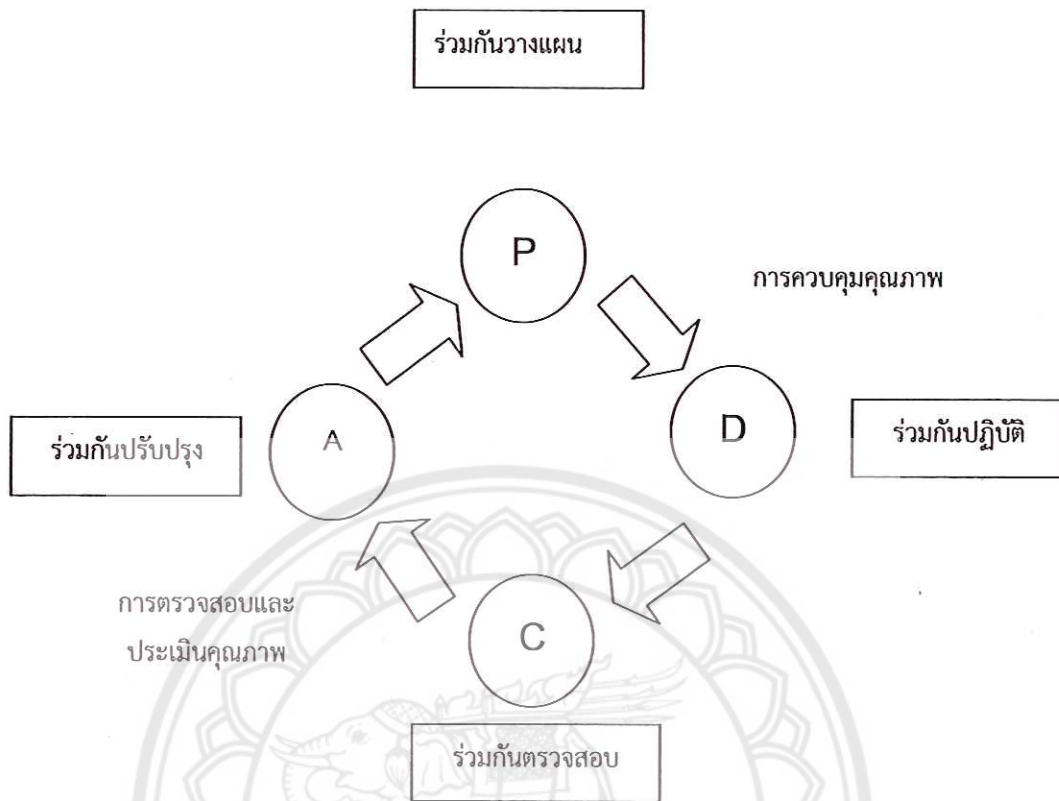 ร่วมกันวางแผน
P
การควบคุมคุณภาพ
ร่วมกันปรับปรุง
A
D
ร่วมกันปฏิบัติ
การตรวจสอบและ
ประเมินคุณภาพ
C
ร่วมกันตรวจสอบ